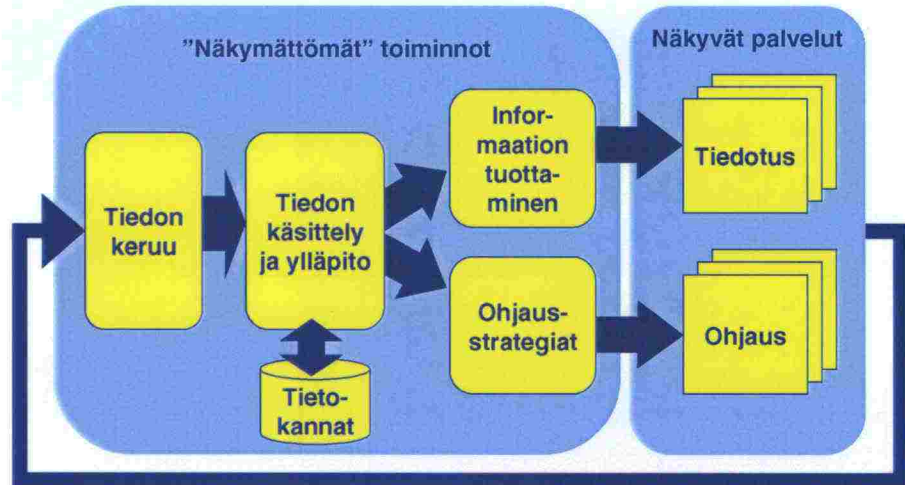 ”Näkymättömät” toiminnot
Näkyvät palvelut
Tiedon
keruu
Tiedon
käsittely
ja ylläpito
Tieto-
kannat
Infor-
maation
tuotta-
minen
Ohjaus-
strategiat
Tiedotus
Ohjaus